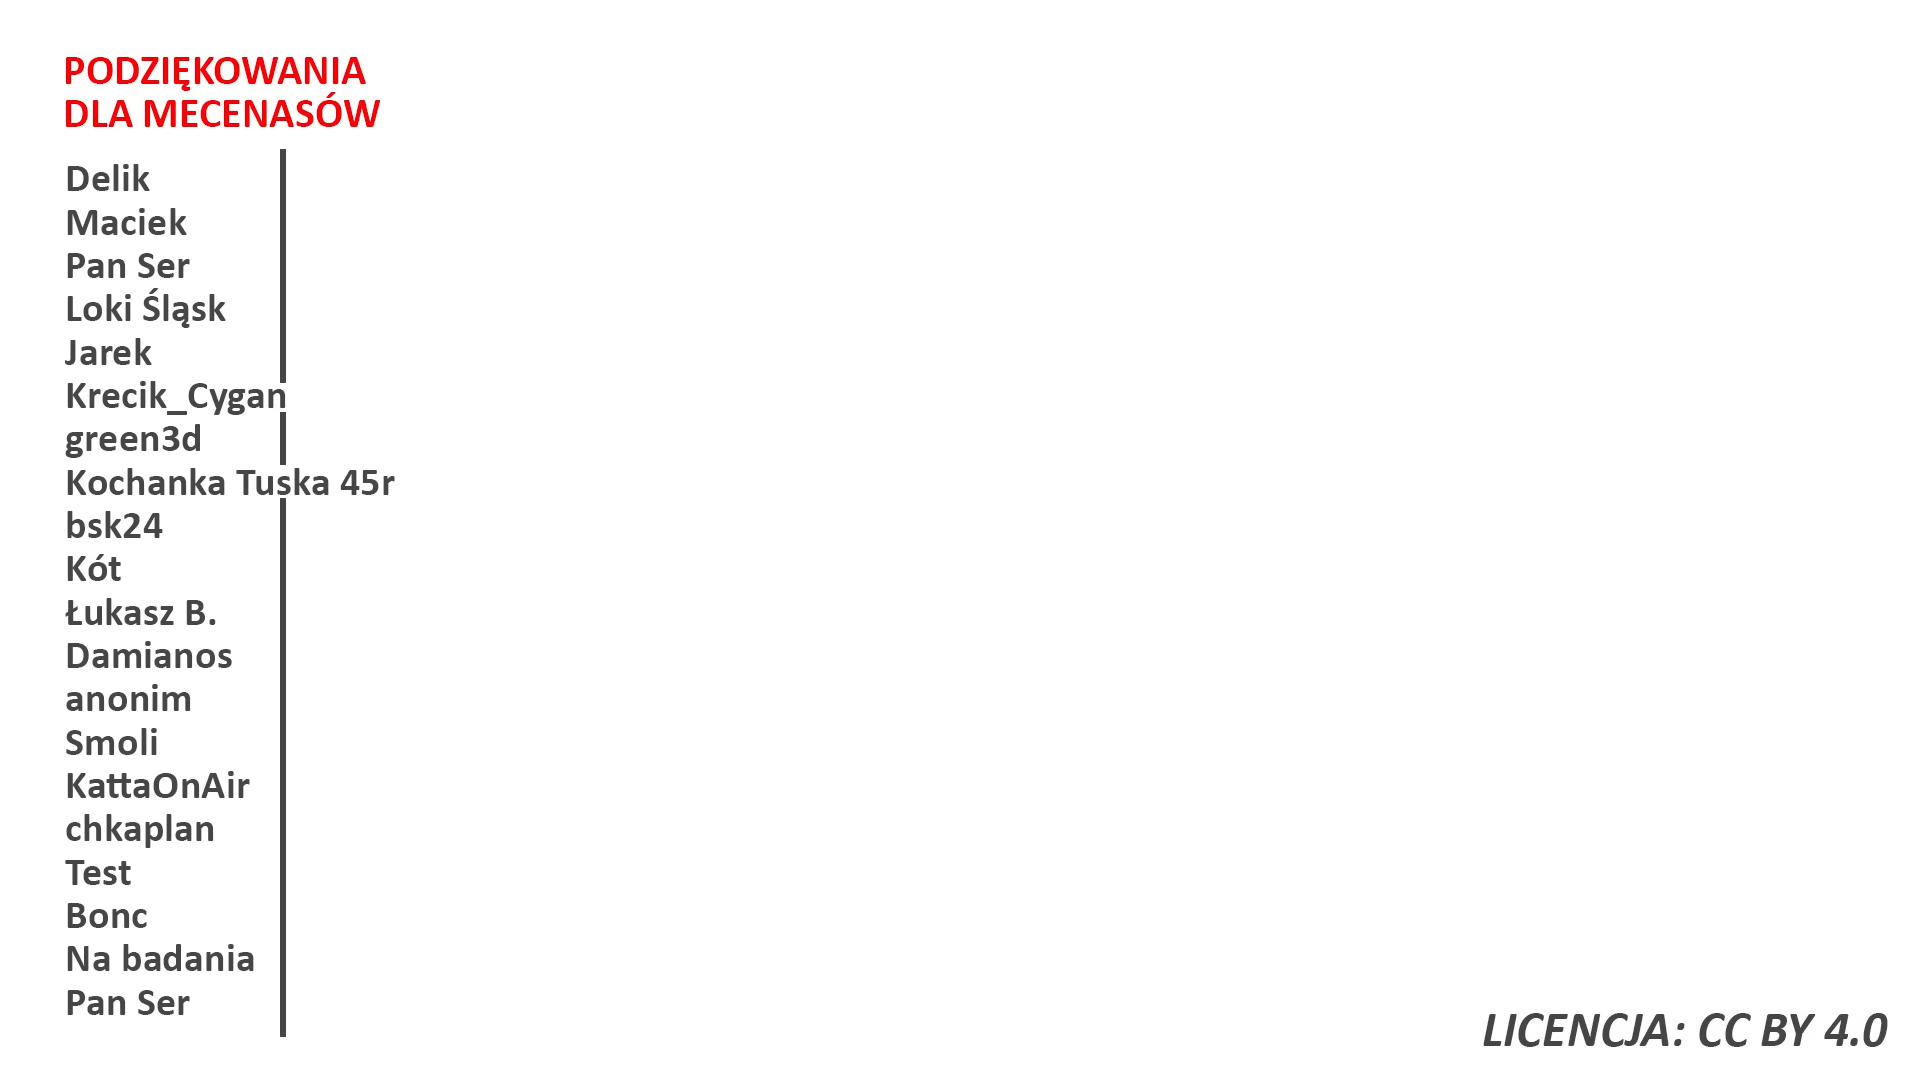 PODZIĘKOWANIA
DLA MECENASÓW
Delik
Maciek
Pan Ser
Loki Śląsk
Jarek
Krecik_Cygan
green3d
Kochanka Tuska 45r
bsk24
Kót
Łukasz B.
Damianos
anonim
Smoli
KattaOnAir
chkaplan
Test
Bonc
Na badania
Pan Ser
LICENCJA: CC BY 4.0